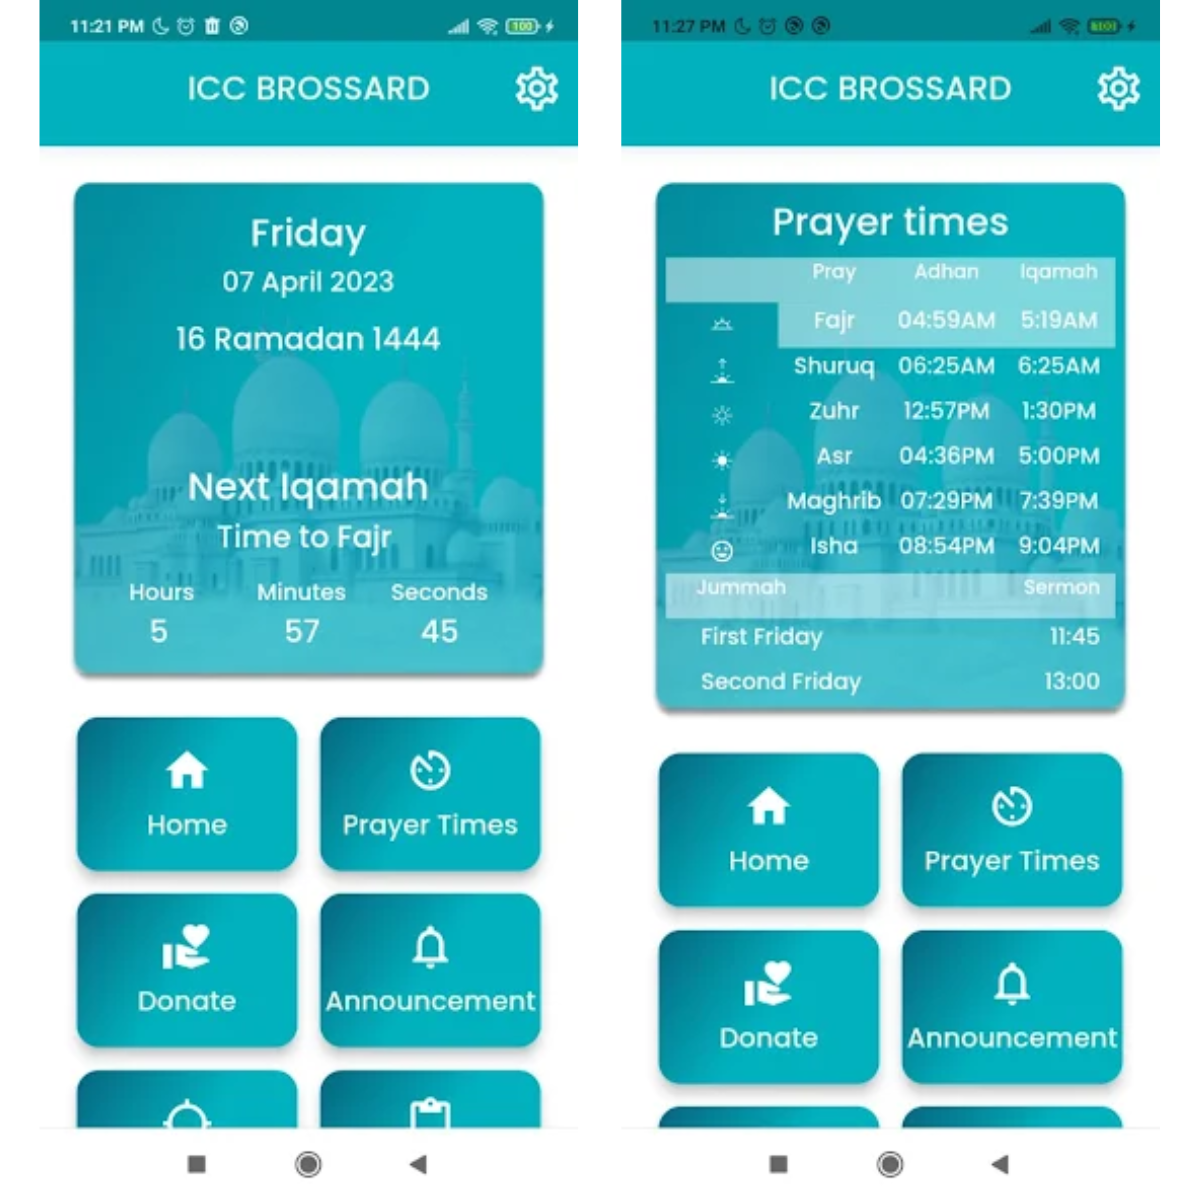 11:21 PM
100
ICC BROSSARD
Friday
07 April 2023
16 Ramadan 1444
Next Iqamah
Time to Fajr
Hours Minutes Seconds
5 57 45
Home Prayer Times
Donate Announcement
11:27 PM
100
ICC BROSSARD
Prayer times
Pray Adhan Iqamah
Fajr 04:59AM 5:19AM
Shuruq 06:25AM 6:25AM
Zuhr 12:57PM 1:30PM
Asr 04:36PM 5:00PM
Maghrib 07:29PM 7:39PM
Isha 08:54PM 9:04PM
Jummah Sermon
First Friday 11:45
Second Friday 13:00
Home Prayer Times
Donate Announcement